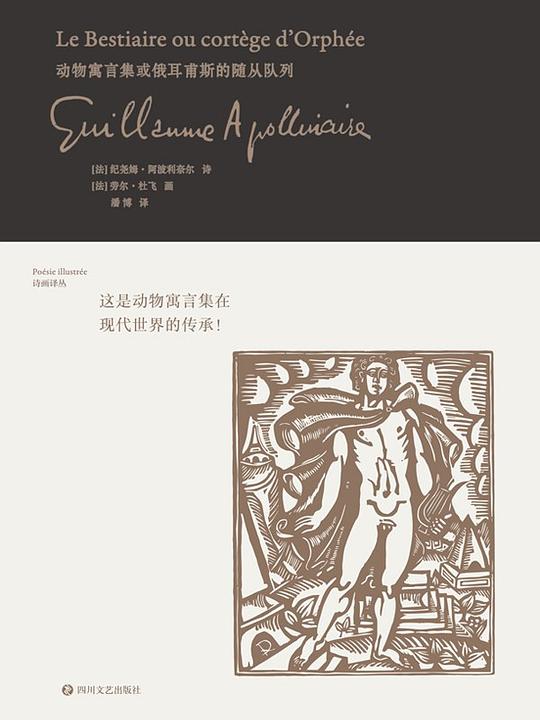 Le Bestiaire ou cortège d'Orphée
动物寓言集或俄耳甫斯的随从队列
Guillaume Apollinaire
[法] 纪尧姆·阿波利奈尔 诗
[法] 劳尔·杜飞 画
潘博 译
Poésie illustrée
诗画译丛
这是动物寓言集在
现代世界的传承！
四川文艺出版社